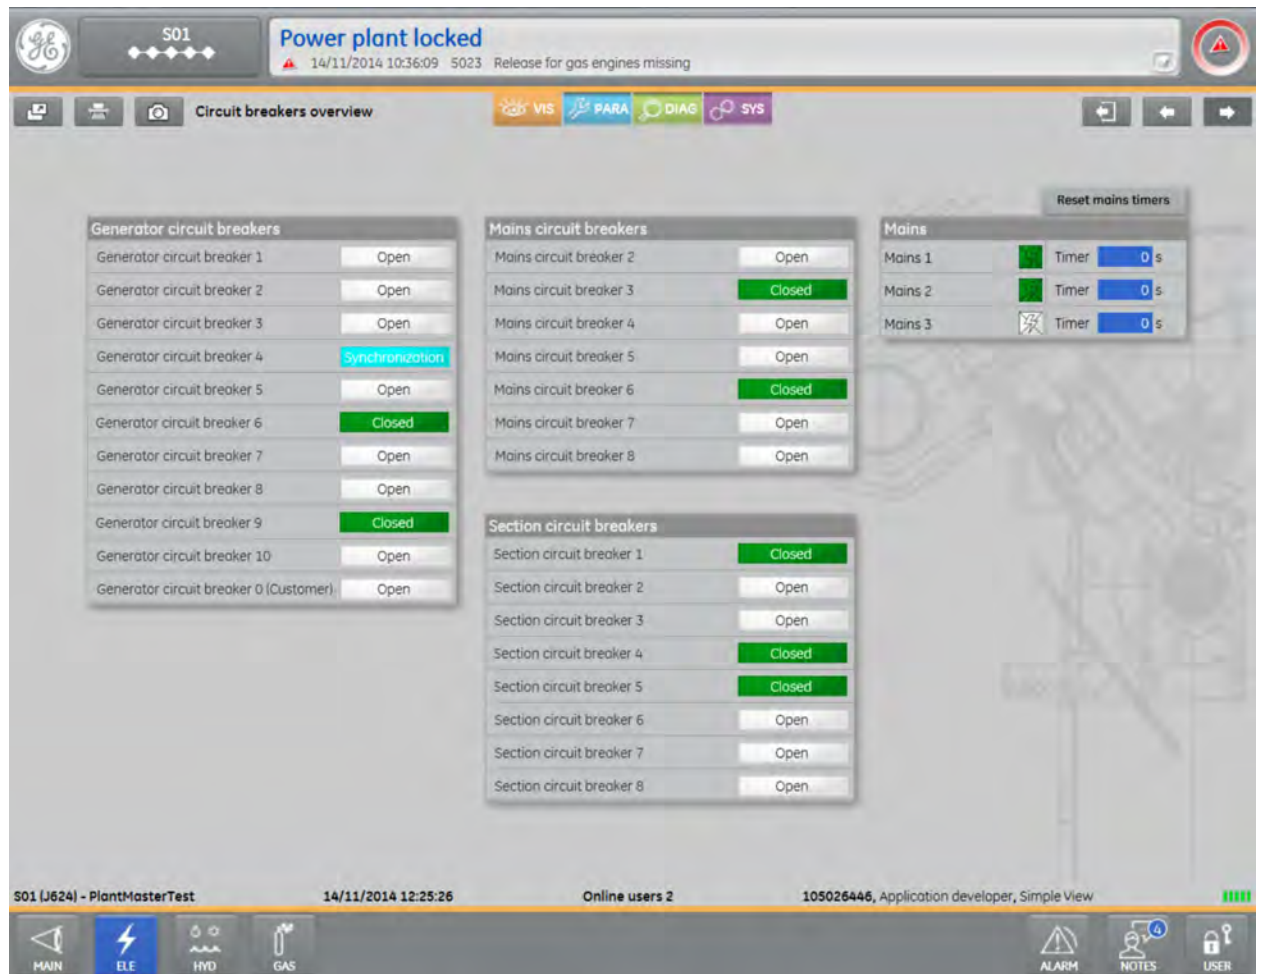 S01
Power plant locked
14/11/2014 10:36:09 5023 Release for gas engines missing
Circuit breakers overview
VIS PARA DIAG SYS
Reset mains timers
Generator circuit breakers
Generator circuit breaker 1 Open
Generator circuit breaker 2 Open
Generator circuit breaker 3 Open
Generator circuit breaker 4 Synchronization
Generator circuit breaker 5 Open
Generator circuit breaker 6 Closed
Generator circuit breaker 7 Open
Generator circuit breaker 8 Open
Generator circuit breaker 9 Closed
Generator circuit breaker 10 Open
Generator circuit breaker 0 (Customer) Open
Mains circuit breakers
Mains circuit breaker 2 Open
Mains circuit breaker 3 Closed
Mains circuit breaker 4 Open
Mains circuit breaker 5 Open
Mains circuit breaker 6 Closed
Mains circuit breaker 7 Open
Mains circuit breaker 8 Open
Section circuit breakers
Section circuit breaker 1 Closed
Section circuit breaker 2 Open
Section circuit breaker 3 Open
Section circuit breaker 4 Closed
Section circuit breaker 5 Closed
Section circuit breaker 6 Open
Section circuit breaker 7 Open
Section circuit breaker 8 Open
Mains
Mains 1 Timer 0 s
Mains 2 Timer 0 s
Mains 3 Timer 0 s
S01 (J624) - PlantMasterTest 14/11/2014 12:25:26 Online users 2 105026446, Application developer, Simple View
MAIN ELE HYD GAS ALARM NOTES 4 USER